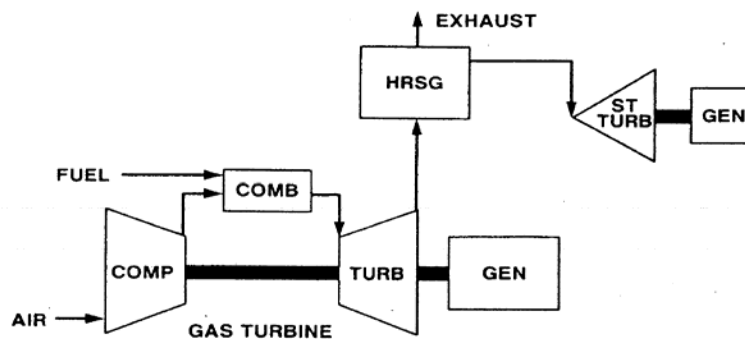 EXHAUST
HRSG
ST
TURB
GEN
FUEL
COMB
COMP
TURB
GEN
AIR
GAS TURBINE